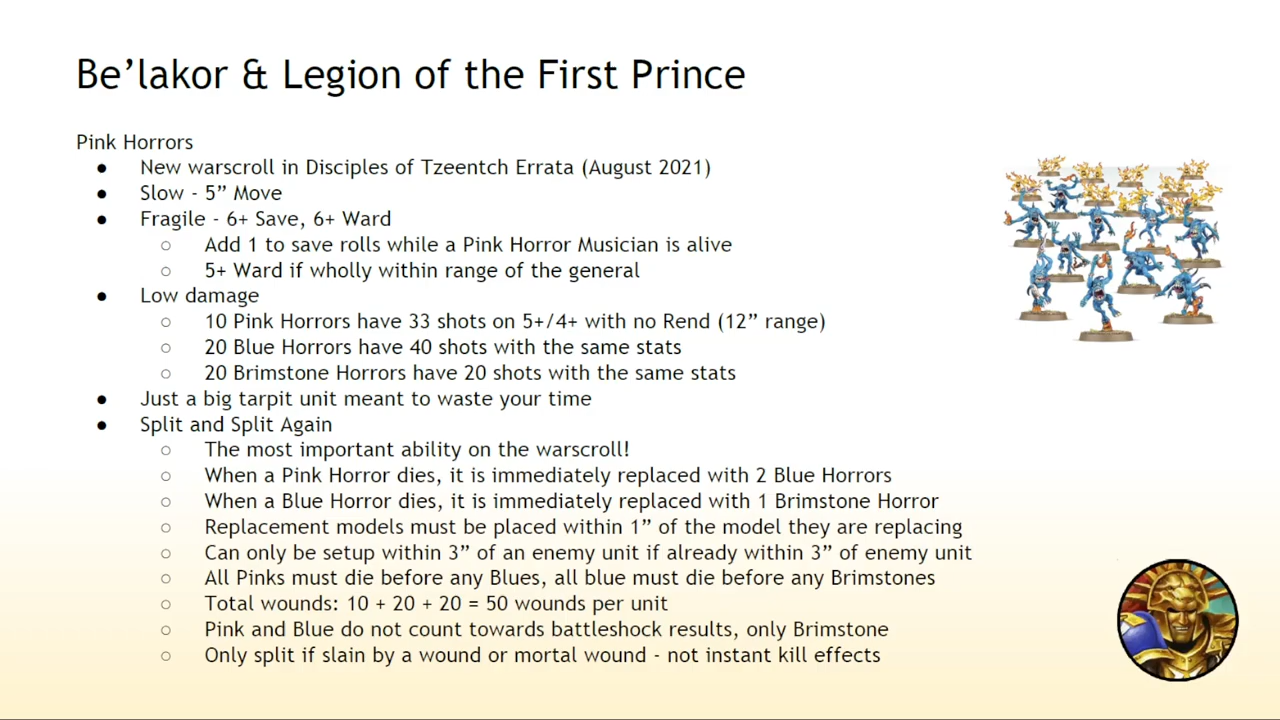 Be’lakor & Legion of the First Prince
Pink Horrors
● New warscroll in Disciples of Tzeentch Errata (August 2021)
● Slow - 5” Move
● Fragile - 6+ Save, 6+ Ward
○ Add 1 to save rolls while a Pink Horror Musician is alive
○ 5+ Ward if wholly within range of the general
● Low damage
○ 10 Pink Horrors have 33 shots on 5+/4+ with no Rend (12” range)
○ 20 Blue Horrors have 40 shots with the same stats
○ 20 Brimstone Horrors have 20 shots with the same stats
● Just a big tarpit unit meant to waste your time
● Split and Split Again
○ The most important ability on the warscroll!
○ When a Pink Horror dies, it is immediately replaced with 2 Blue Horrors
○ When a Blue Horror dies, it is immediately replaced with 1 Brimstone Horror
○ Replacement models must be placed within 1” of the model they are replacing
○ Can only be setup within 3” of an enemy unit if already within 3” of enemy unit
○ All Pinks must die before any Blues, all blue must die before any Brimstones
○ Total wounds: 10 + 20 + 20 = 50 wounds per unit
○ Pink and Blue do not count towards battleshock results, only Brimstone
○ Only split if slain by a wound or mortal wound - not instant kill effects